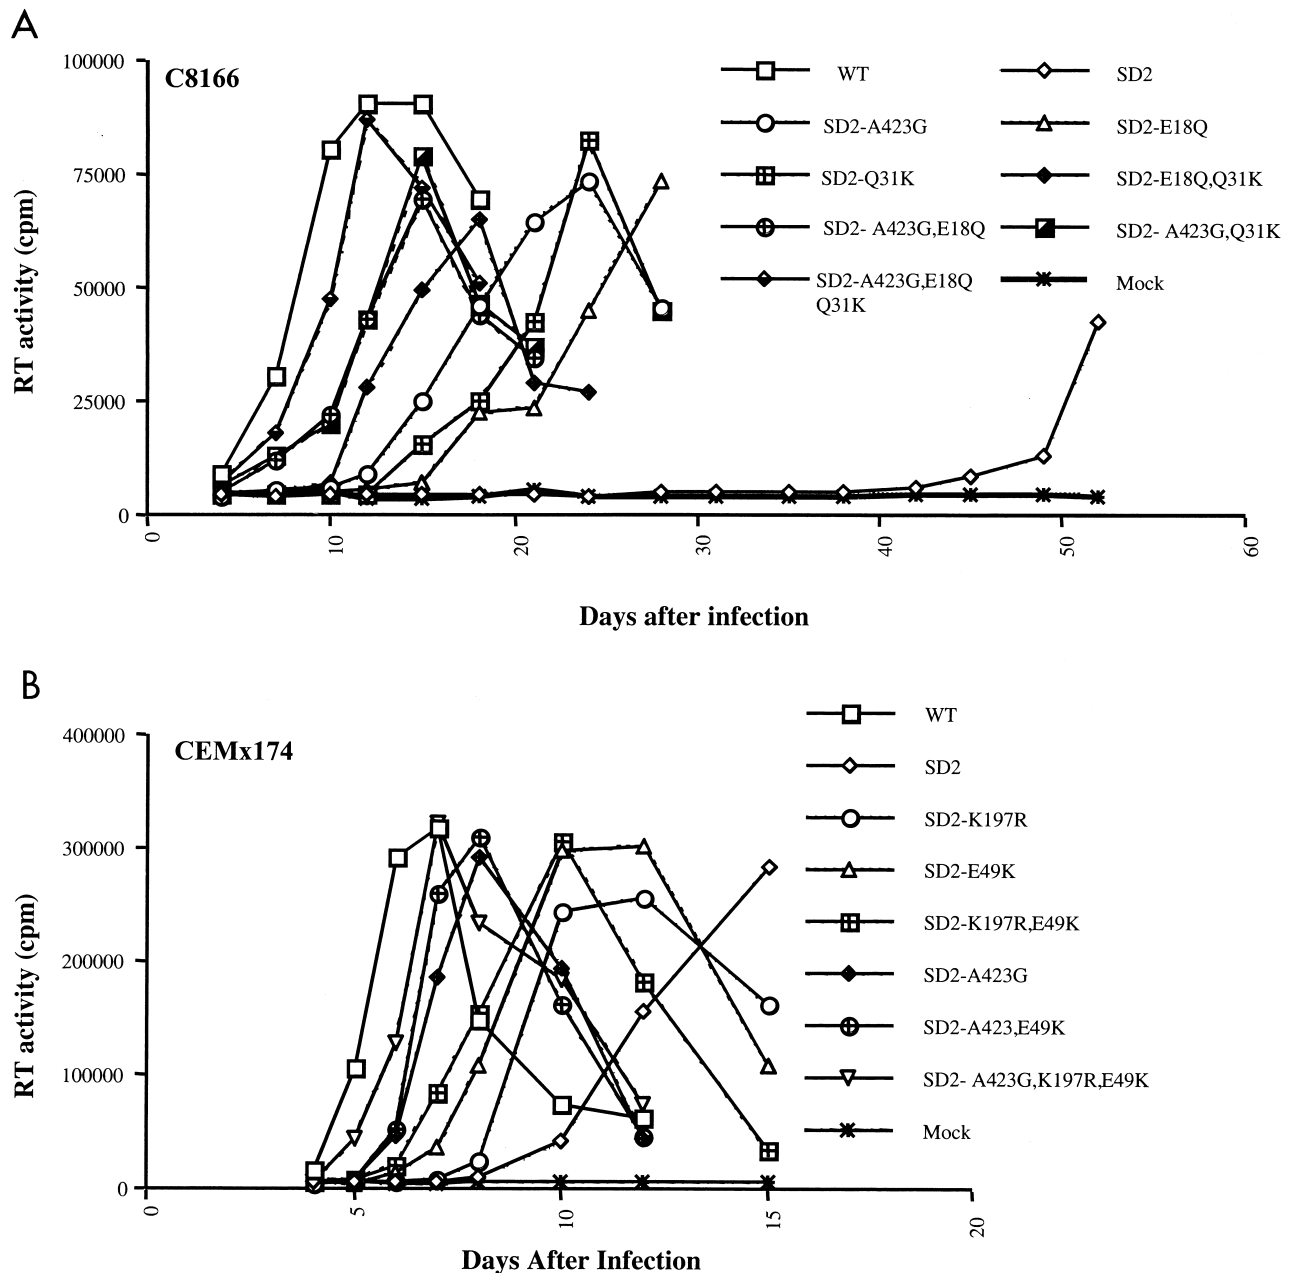 A
C8166
100000
75000
50000
25000
0
RT activity (cpm)
0
10
20
30
40
50
60
Days after infection
WT
SD2
SD2-A423G
SD2-E18Q
SD2-Q31K
SD2-E18Q,Q31K
SD2- A423G,E18Q
SD2- A423G,Q31K
SD2-A423G,E18Q
Q31K
Mock
B
CEMx174
400000
300000
200000
100000
0
RT activity (cpm)
0
5
10
15
20
Days After Infection
WT
SD2
SD2-K197R
SD2-E49K
SD2-K197R,E49K
SD2-A423G
SD2-A423,E49K
SD2- A423G,K197R,E49K
Mock